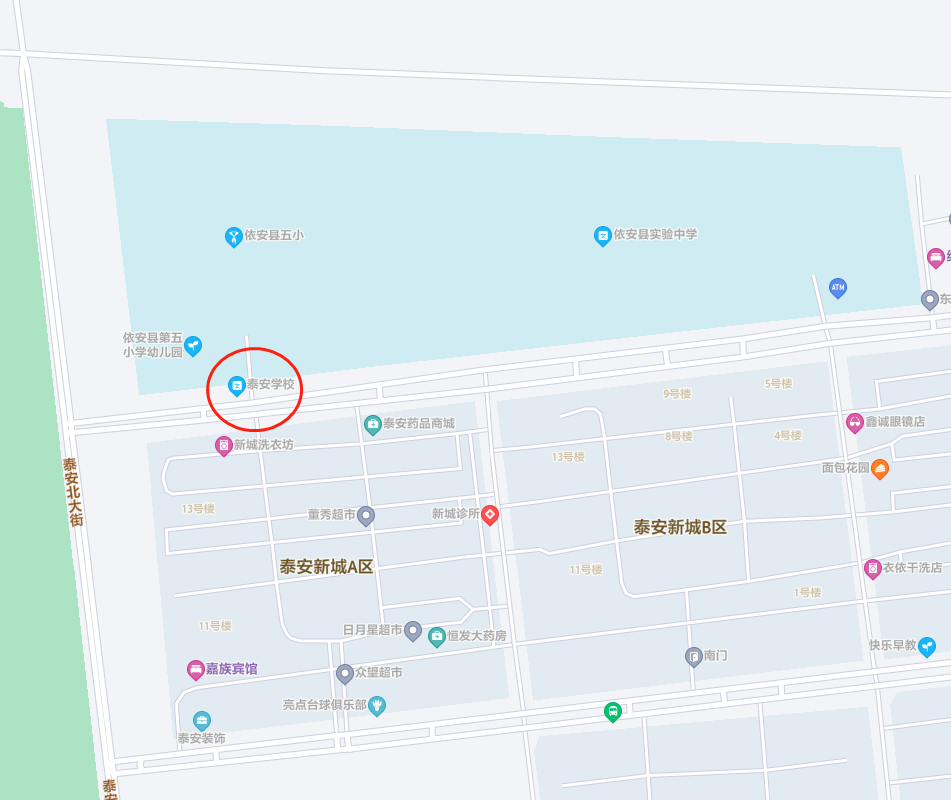 依安县五小
依安县实验中学
ATM
依安县第五
小学幼儿园
东
泰安学校
9号楼
5号楼
泰安药品商城
鑫诚眼镜店
新城洗衣坊
8号楼
4号楼
13号楼
面包花园
泰安北大街
13号楼
董秀超市
新城诊所
泰安新城B区
泰安新城A区
11号楼
衣依干洗店
1号楼
11号楼
日月星超市
恒发大药房
快乐早教
南门
嘉族宾馆
众望超市
亮点台球俱乐部
泰安装饰
泰